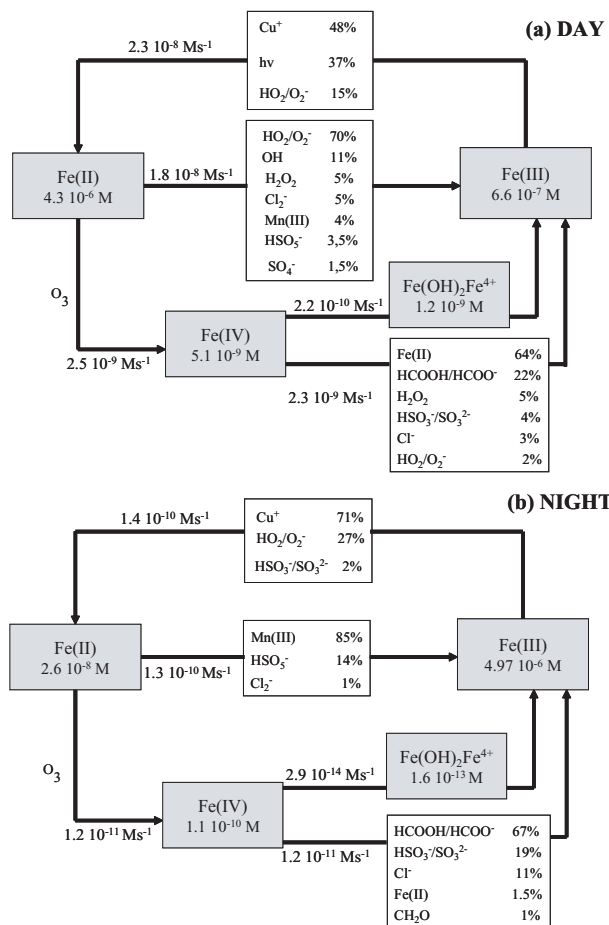 (a) DAY
2.3 10⁻⁸ Ms⁻¹
Cu⁺ 48%
hν 37%
HO₂/O₂⁻ 15%
Fe(II)
4.3 10⁻⁶ M
1.8 10⁻⁸ Ms⁻¹
HO₂/O₂⁻ 70%
OH 11%
H₂O₂ 5%
Cl₂⁻ 5%
Mn(III) 4%
HSO₅⁻ 3,5%
SO₄⁻ 1,5%
Fe(III)
6.6 10⁻⁷ M
O₃
2.5 10⁻⁹ Ms⁻¹
Fe(IV)
5.1 10⁻⁹ M
2.2 10⁻¹⁰ Ms⁻¹
Fe(OH)₂Fe⁴⁺
1.2 10⁻⁹ M
2.3 10⁻⁹ Ms⁻¹
Fe(II) 64%
HCOOH/HCOO⁻ 22%
H₂O₂ 5%
HSO₃⁻/SO₃²⁻ 4%
Cl⁻ 3%
HO₂/O₂⁻ 2%
(b) NIGHT
1.4 10⁻¹⁰ Ms⁻¹
Cu⁺ 71%
HO₂/O₂⁻ 27%
HSO₃⁻/SO₃²⁻ 2%
Fe(II)
2.6 10⁻⁸ M
1.3 10⁻¹⁰ Ms⁻¹
Mn(III) 85%
HSO₅⁻ 14%
Cl₂⁻ 1%
Fe(III)
4.97 10⁻⁶ M
O₃
1.2 10⁻¹¹ Ms⁻¹
Fe(IV)
1.1 10⁻¹⁰ M
2.9 10⁻¹⁴ Ms⁻¹
Fe(OH)₂Fe⁴⁺
1.6 10⁻¹³ M
1.2 10⁻¹¹ Ms⁻¹
HCOOH/HCOO⁻ 67%
HSO₃⁻/SO₃²⁻ 19%
Cl⁻ 11%
Fe(II) 1.5%
CH₂O 1%